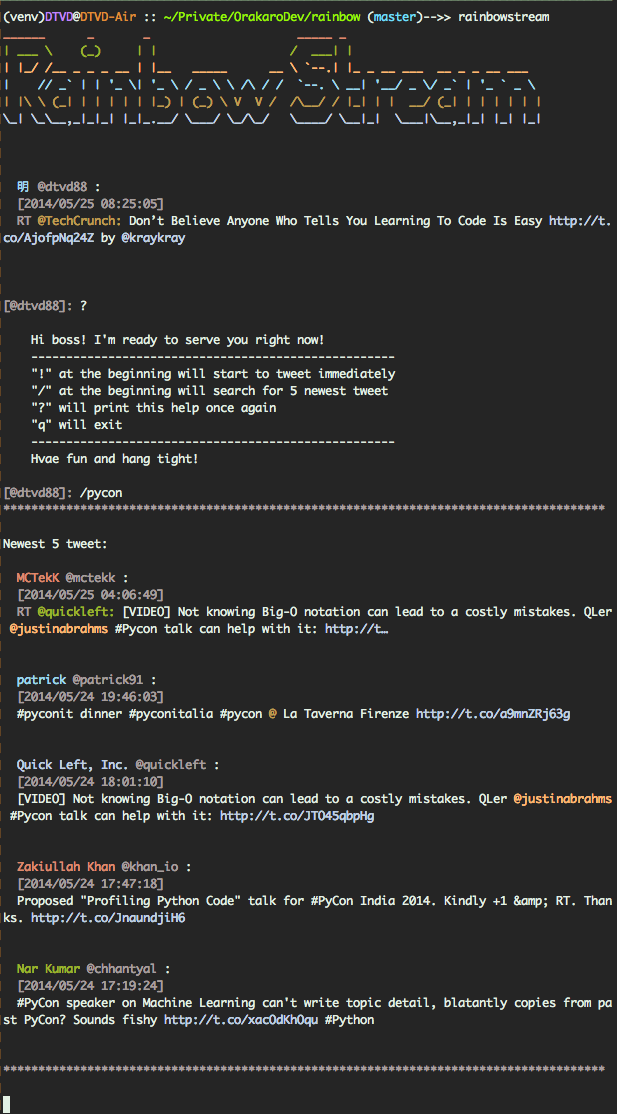 (venv)DTVD@DTVD-Air :: ~/Private/OrakaroDev/rainbow (master)-->> rainbowstream
Rainbow Stream
明 @dtvd88 :
[2014/05/25 08:25:05]
RT @TechCrunch: Don’t Believe Anyone Who Tells You Learning To Code Is Easy http://t.
co/AjofpNq24Z by @kraykray
[@dtvd88]: ?
Hi boss! I'm ready to serve you right now!
----------------------------------------------------
"!" at the beginning will start to tweet immediately
"/" at the beginning will search for 5 newest tweet
"?" will print this help once again
"q" will exit
----------------------------------------------------
Hvae fun and hang tight!
[@dtvd88]: /pycon
**************************************************************************************
Newest 5 tweet:
MCTekK @mctekk :
[2014/05/25 04:06:49]
RT @quickleft: [VIDEO] Not knowing Big-O notation can lead to a costly mistakes. QLer
@justinabrahms #Pycon talk can help with it: http://t…
patrick @patrick91 :
[2014/05/24 19:46:03]
#pyconit dinner #pyconitalia #pycon @ La Taverna Firenze http://t.co/a9mnZRj63g
Quick Left, Inc. @quickleft :
[2014/05/24 18:01:10]
[VIDEO] Not knowing Big-O notation can lead to a costly mistakes. QLer @justinabrahms
#Pycon talk can help with it: http://t.co/JTO45qbpHg
Zakiullah Khan @khan_io :
[2014/05/24 17:47:18]
Proposed "Profiling Python Code" talk for #PyCon India 2014. Kindly +1 &amp; RT. Than
ks. http://t.co/JnaundjiH6
Nar Kumar @chhantyal :
[2014/05/24 17:19:24]
#PyCon speaker on Machine Learning can't write topic detail, blatantly copies from pa
st PyCon? Sounds fishy http://t.co/xacOdKhOqu #Python
**************************************************************************************